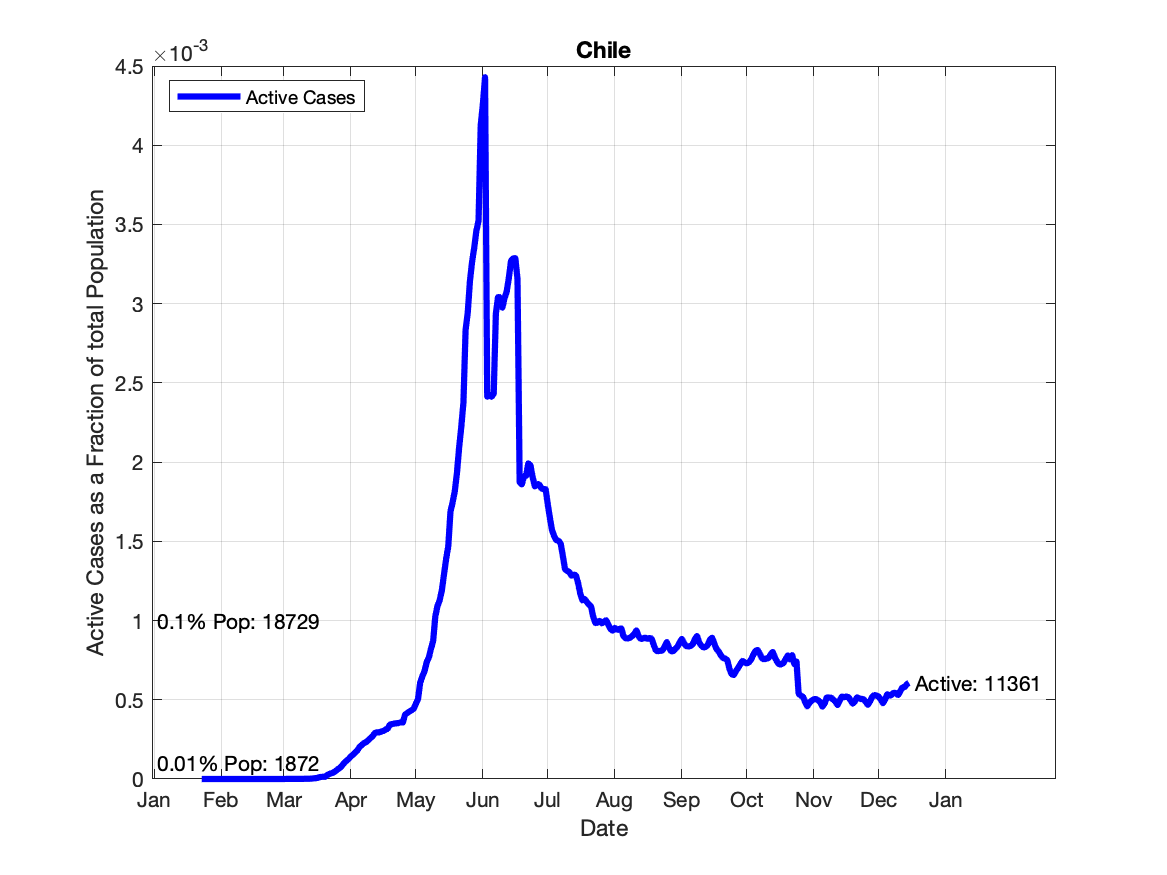 Chile
×10-3
4.5
Active Cases
4
3.5
3
2.5
2
1.5
1
0.5
0
Active Cases as a Fraction of total Population
0.1% Pop: 18729
Active: 11361
0.01% Pop: 1872
Jan Feb Mar Apr May Jun Jul Aug Sep Oct Nov Dec Jan
Date